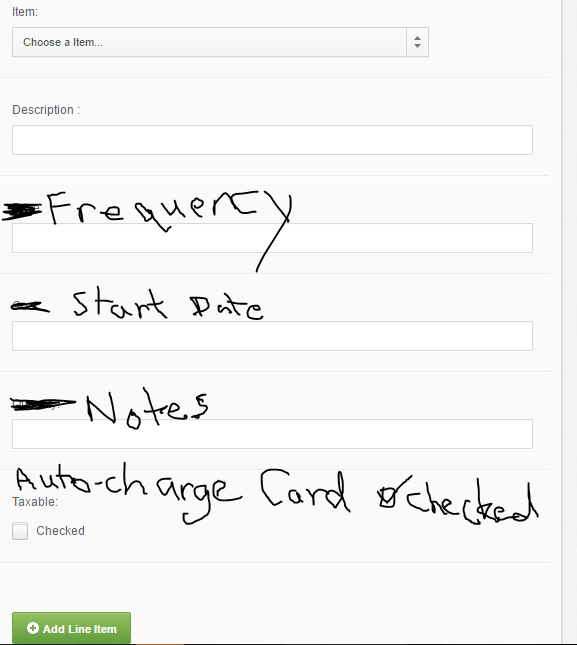 Item:
Choose a Item...
Description :
Frequency
Start Date
Notes
Auto-charge Card checked
Taxable:
Checked
Add Line Item